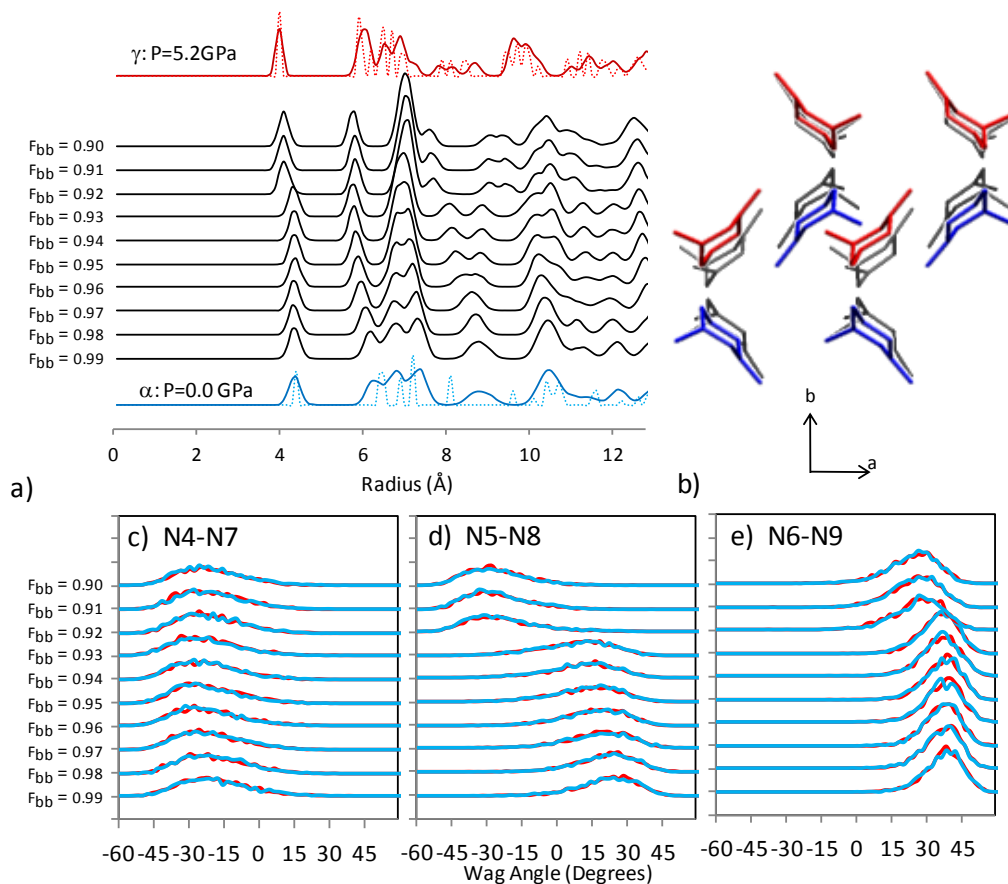 γ: P=5.2GPa
F_bb = 0.90
F_bb = 0.91
F_bb = 0.92
F_bb = 0.93
F_bb = 0.94
F_bb = 0.95
F_bb = 0.96
F_bb = 0.97
F_bb = 0.98
F_bb = 0.99
α: P=0.0 GPa
0 2 4 6 8 10 12
Radius (Å)
a)
b
a
b)
c) N4-N7
d) N5-N8
e) N6-N9
F_bb = 0.90
F_bb = 0.91
F_bb = 0.92
F_bb = 0.93
F_bb = 0.94
F_bb = 0.95
F_bb = 0.96
F_bb = 0.97
F_bb = 0.98
F_bb = 0.99
-60 -45 -30 -15 0 15 30 45
-60 -45 -30 -15 0 15 30 45
-60 -45 -30 -15 0 15 30 45
Wag Angle (Degrees)